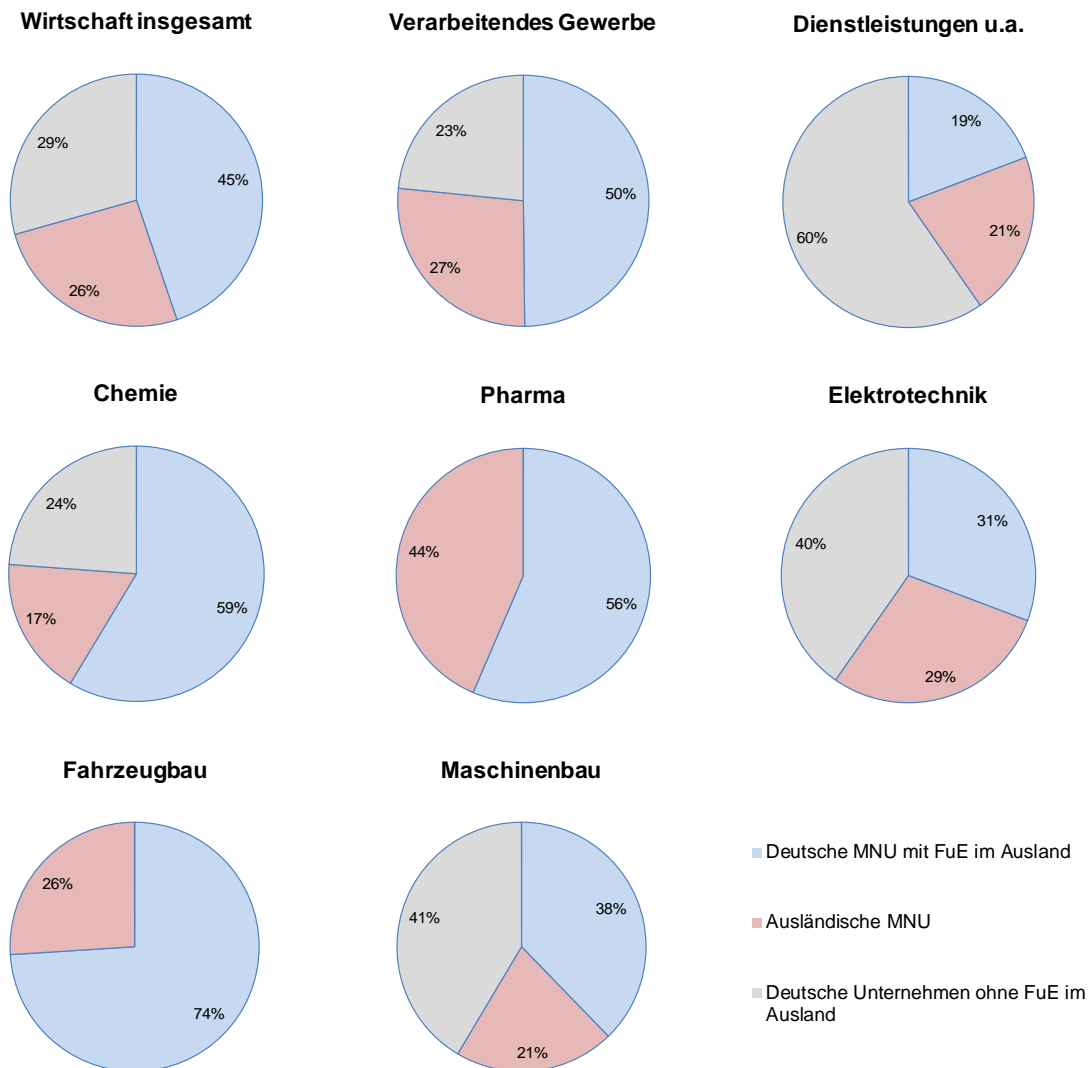 Wirtschaft insgesamt
29%
45%
26%
Verarbeitendes Gewerbe
23%
50%
27%
Dienstleistungen u.a.
19%
60%
21%
Chemie
24%
59%
17%
Pharma
44%
56%
Elektrotechnik
31%
40%
29%
Fahrzeugbau
26%
74%
Maschinenbau
41%
38%
21%
Deutsche MNU mit FuE im Ausland
Ausländische MNU
Deutsche Unternehmen ohne FuE im
Ausland